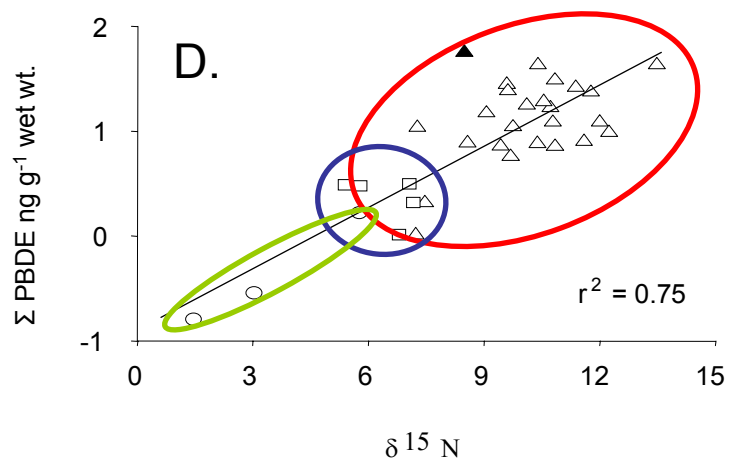 D.
2
1
0
-1
Σ PBDE ng g⁻¹ wet wt.
r² = 0.75
0 3 6 9 12 15
δ ¹⁵ N